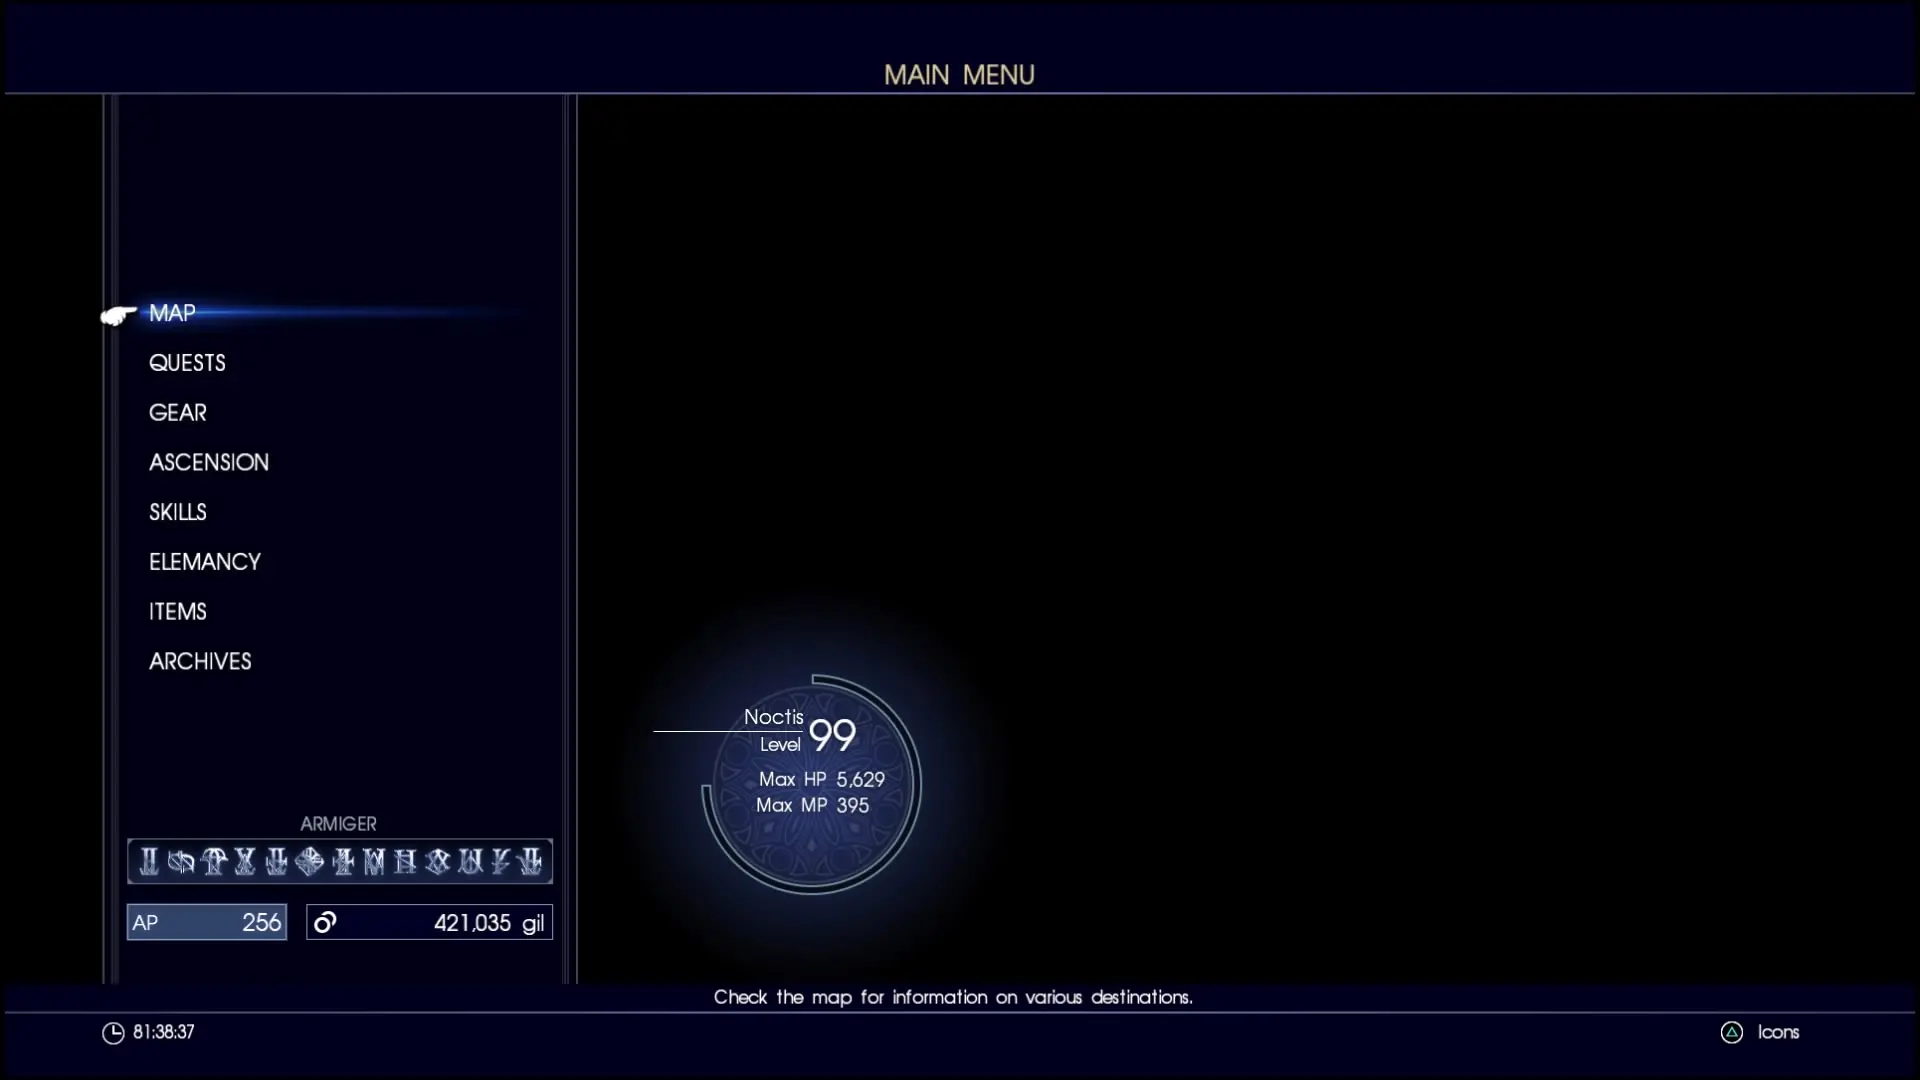 MAIN MENU
MAP
QUESTS
GEAR
ASCENSION
SKILLS
ELEMANCY
ITEMS
ARCHIVES
Noctis
Level 99
Max HP 5,629
Max MP 395
ARMIGER
AP 256
421,035 gil
Check the map for information on various destinations.
81:38:37
Icons